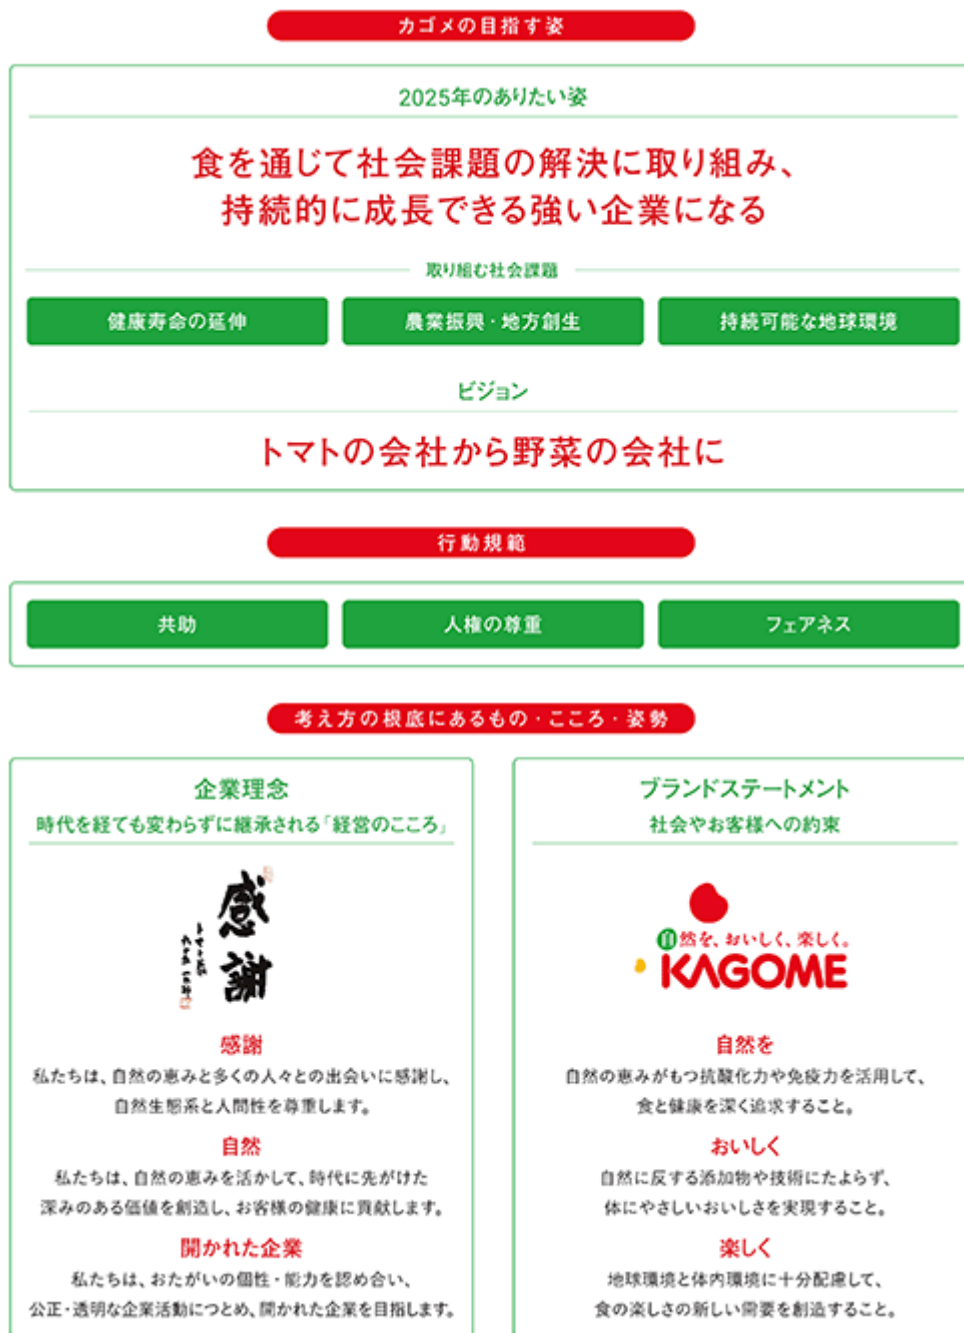 カゴメの目指す姿
2025年のありたい姿
食を通じて社会課題の解決に取り組み、
持続的に成長できる強い企業になる
取り組む社会課題
健康寿命の延伸
農業振興・地方創生
持続可能な地球環境
ビジョン
トマトの会社から野菜の会社に
行動規範
共助
人権の尊重
フェアネス
考え方の根底にあるもの・こころ・姿勢
企業理念
時代を経ても変わらずに継承される「経営のこころ」
感謝
感謝
私たちは、自然の恵みと多くの人々との出会いに感謝し、
自然生態系と人間性を尊重します。
自然
私たちは、自然の恵みを活かして、時代に先がけた
深みのある価値を創造し、お客様の健康に貢献します。
開かれた企業
私たちは、おたがいの個性・能力を認め合い、
公正・透明な企業活動につとめ、開かれた企業を目指します。
ブランドステートメント
社会やお客様への約束
自然を、おいしく、楽しく。
KAGOME
自然を
自然の恵みがもつ抗酸化力や免疫力を活用して、
食と健康を深く追求すること。
おいしく
自然に反する添加物や技術にたよらず、
体にやさしいおいしさを実現すること。
楽しく
地球環境と体内環境に十分配慮して、
食の楽しさの新しい需要を創造すること。